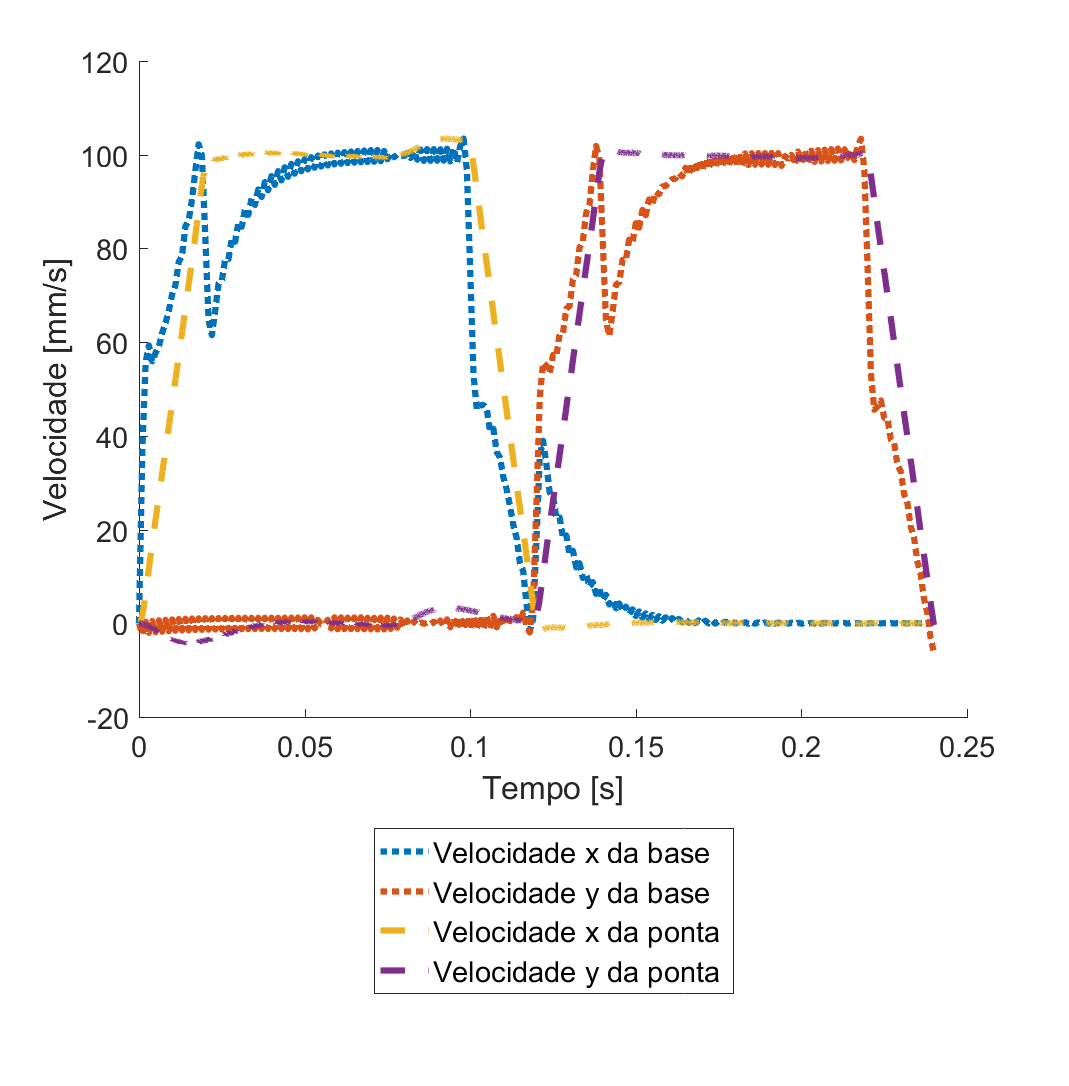 120
100
80
60
40
20
0
-20
Velocidade [mm/s]
0 0.05 0.1 0.15 0.2 0.25
Tempo [s]
Velocidade x da base
Velocidade y da base
Velocidade x da ponta
Velocidade y da ponta